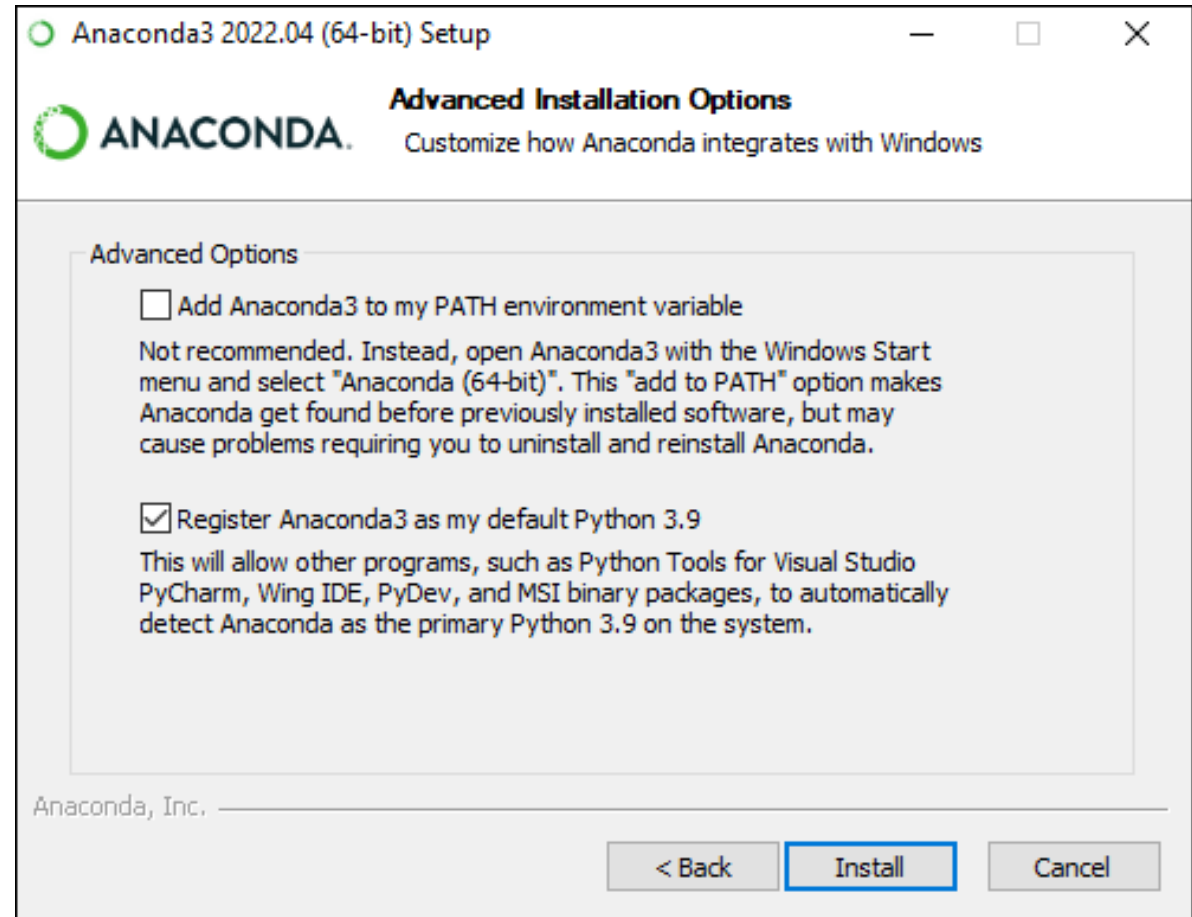 Anaconda3 2022.04 (64-bit) Setup
ANACONDA.
Advanced Installation Options
Customize how Anaconda integrates with Windows
Advanced Options
Add Anaconda3 to my PATH environment variable
Not recommended. Instead, open Anaconda3 with the Windows Start
menu and select "Anaconda (64-bit)". This "add to PATH" option makes
Anaconda get found before previously installed software, but may
cause problems requiring you to uninstall and reinstall Anaconda.
Register Anaconda3 as my default Python 3.9
This will allow other programs, such as Python Tools for Visual Studio
PyCharm, Wing IDE, PyDev, and MSI binary packages, to automatically
detect Anaconda as the primary Python 3.9 on the system.
Anaconda, Inc.
< Back
Install
Cancel